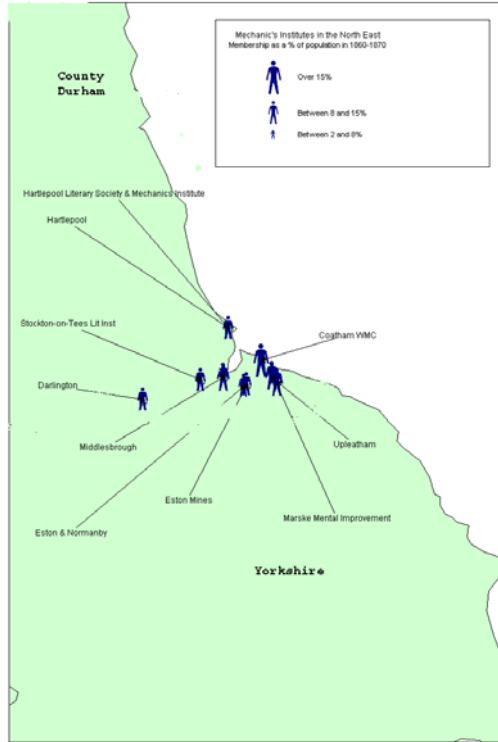 Mechanic's Institutes in the North East
Membership as a % of population in 1860-1870
Over 15%
Between 8 and 15%
Between 2 and 8%
County
Durham
Hartlepool Literary Society & Mechanics Institute
Hartlepool
Stockton-on-Tees Lit Inst
Coatham WMC
Darlington
Middlesbrough
Upleatham
Eston Mines
Marske Mental Improvement
Eston & Normanby
Yorkshire